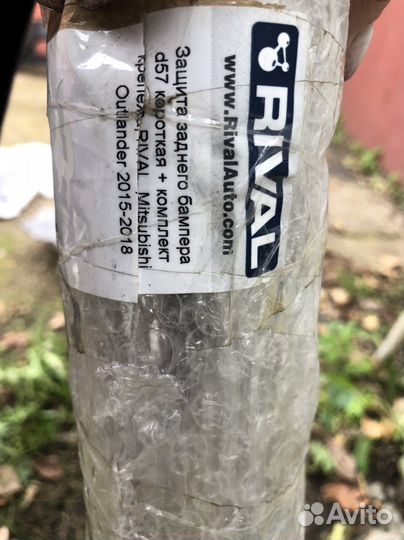 RIVAL
www.RivalAuto.com
Защита заднего бампера
d57 короткая + комплект
крепежа, RIVAL, Mitsubishi
Outlander 2015-2018
Avito